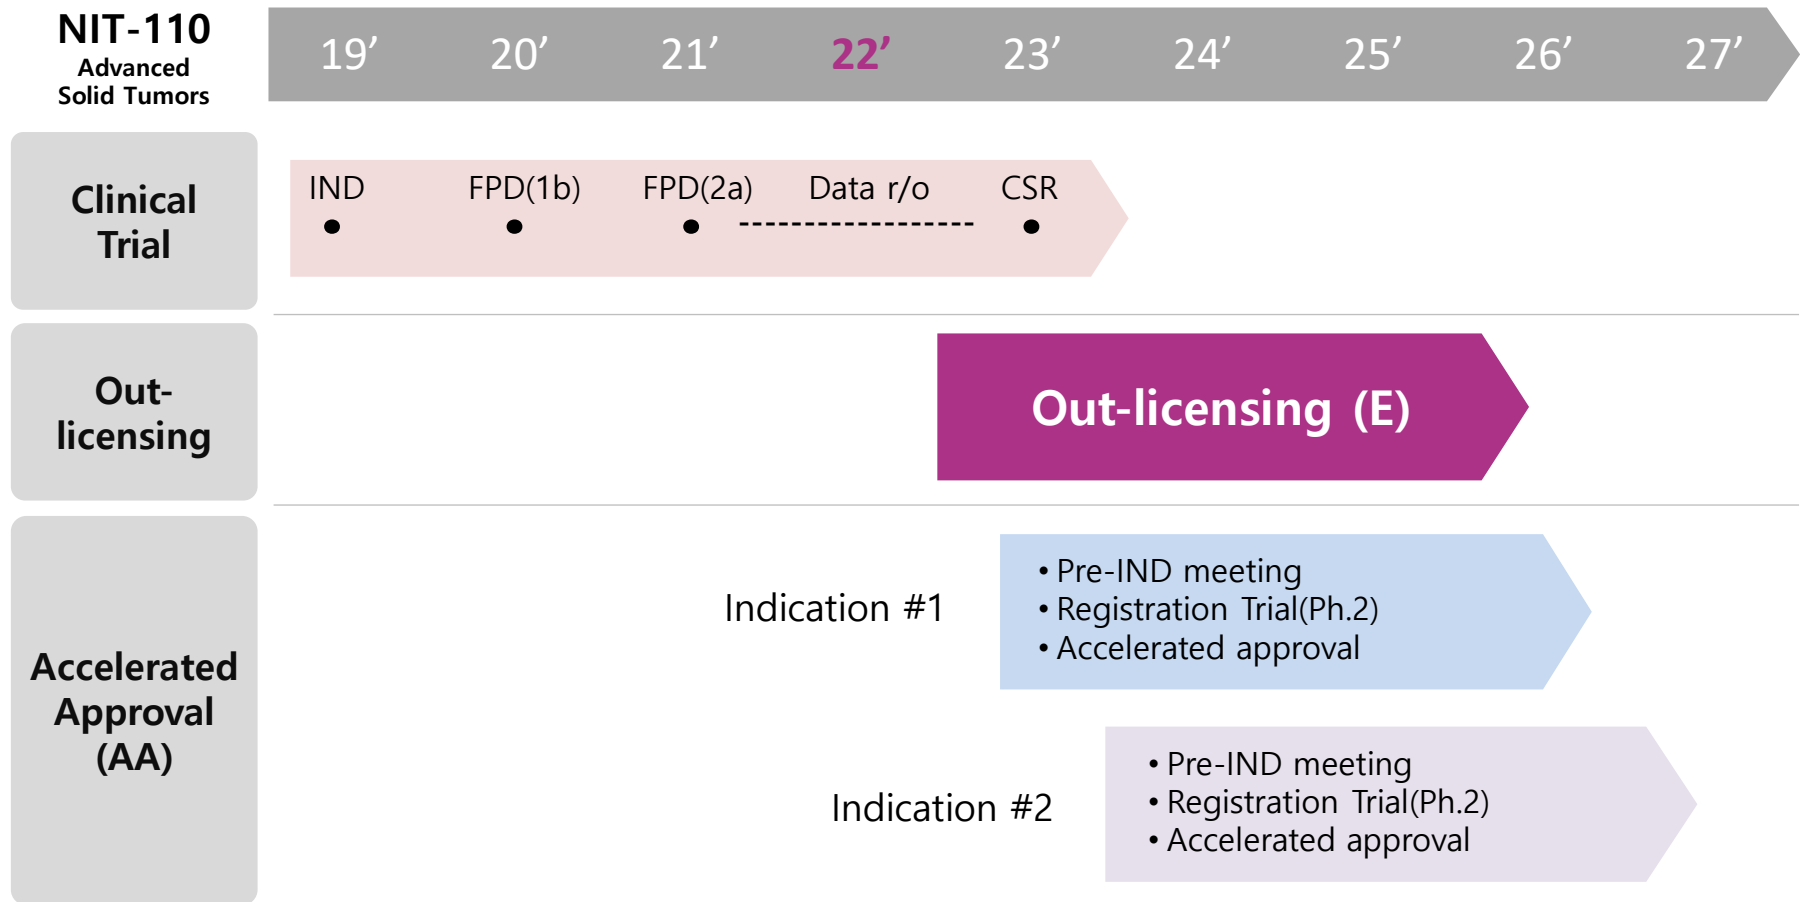 NIT-110
Advanced
Solid Tumors
19’ 20’ 21’ 22’ 23’ 24’ 25’ 26’ 27’
Clinical
Trial
IND FPD(1b) FPD(2a) Data r/o CSR
Out-
licensing
Out-licensing (E)
Accelerated
Approval
(AA)
Indication #1
• Pre-IND meeting
• Registration Trial(Ph.2)
• Accelerated approval
Indication #2
• Pre-IND meeting
• Registration Trial(Ph.2)
• Accelerated approval